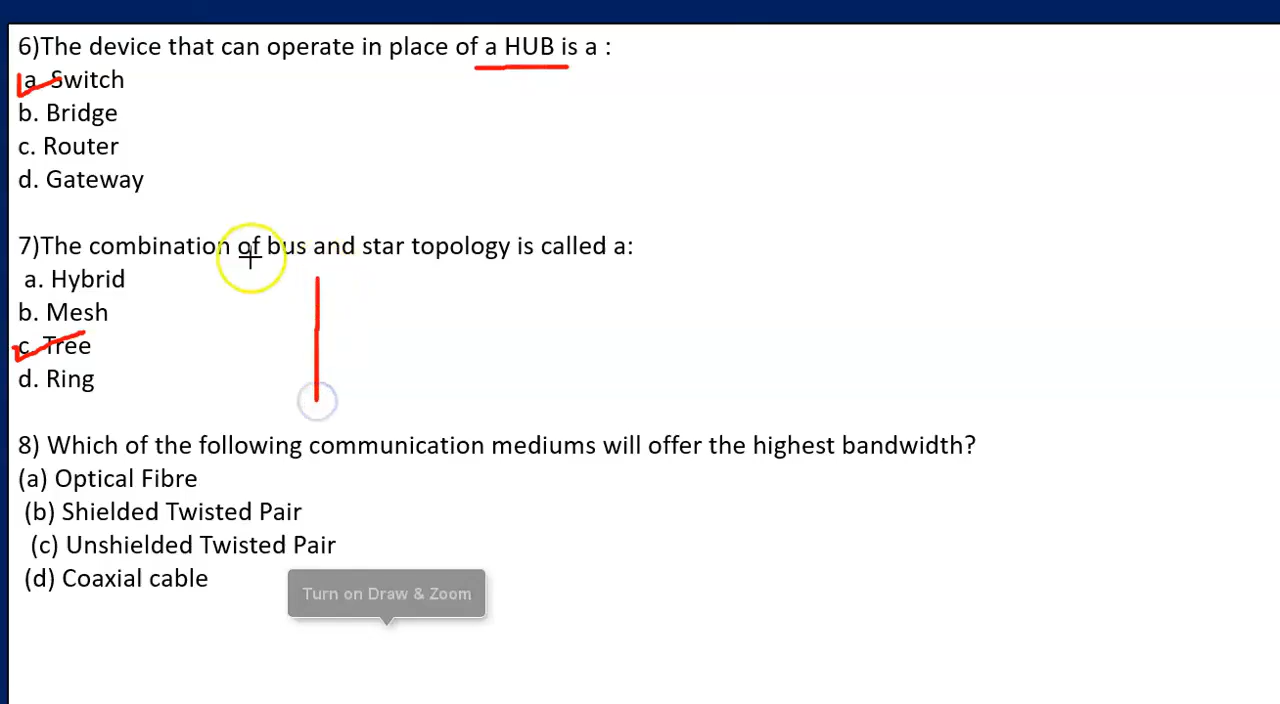 6)The device that can operate in place of a HUB is a :
a. Switch
b. Bridge
c. Router
d. Gateway
7)The combination of bus and star topology is called a:
a. Hybrid
b. Mesh
c. Tree
d. Ring
8) Which of the following communication mediums will offer the highest bandwidth?
(a) Optical Fibre
(b) Shielded Twisted Pair
(c) Unshielded Twisted Pair
(d) Coaxial cable
Turn on Draw & Zoom